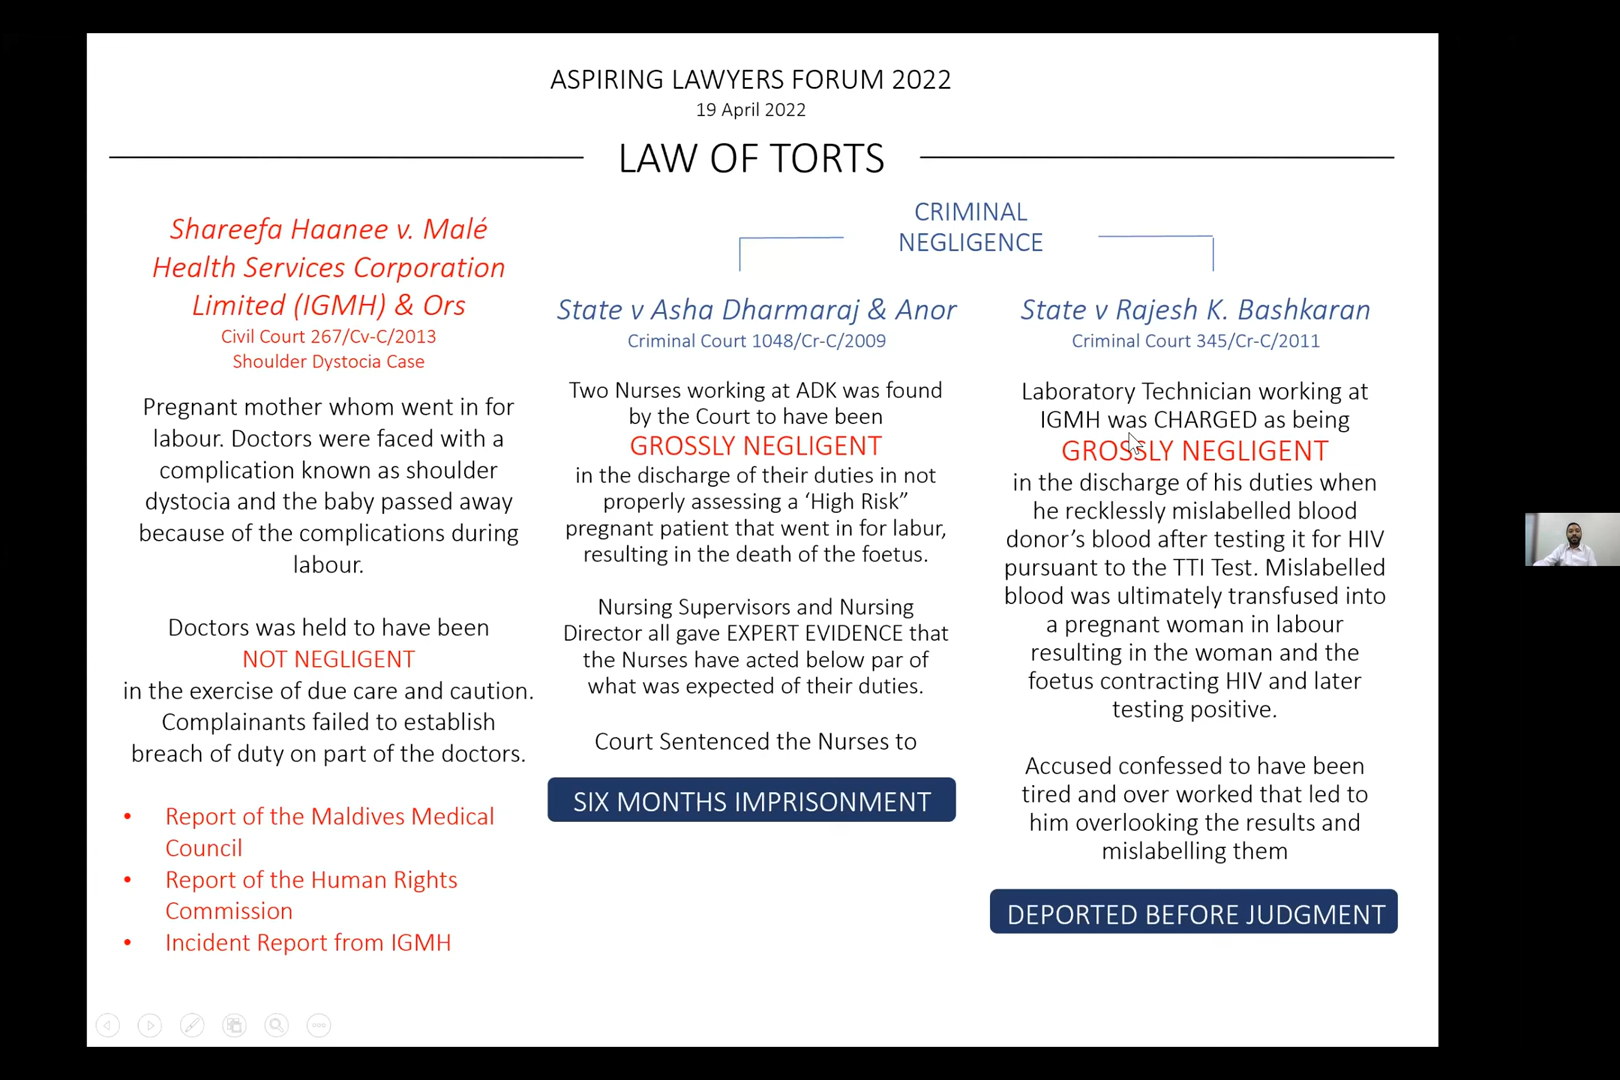 ASPIRING LAWYERS FORUM 2022
19 April 2022
LAW OF TORTS
Shareefa Haanee v. Malé
Health Services Corporation
Limited (IGMH) & Ors
Civil Court 267/Cv-C/2013
Shoulder Dystocia Case
Pregnant mother whom went in for
labour. Doctors were faced with a
complication known as shoulder
dystocia and the baby passed away
because of the complications during
labour.
Doctors was held to have been
NOT NEGLIGENT
in the exercise of due care and caution.
Complainants failed to establish
breach of duty on part of the doctors.
• Report of the Maldives Medical
Council
• Report of the Human Rights
Commission
• Incident Report from IGMH
CRIMINAL
NEGLIGENCE
State v Asha Dharmaraj & Anor
Criminal Court 1048/Cr-C/2009
Two Nurses working at ADK was found
by the Court to have been
GROSSLY NEGLIGENT
in the discharge of their duties in not
properly assessing a ‘High Risk”
pregnant patient that went in for labur,
resulting in the death of the foetus.
Nursing Supervisors and Nursing
Director all gave EXPERT EVIDENCE that
the Nurses have acted below par of
what was expected of their duties.
Court Sentenced the Nurses to
SIX MONTHS IMPRISONMENT
State v Rajesh K. Bashkaran
Criminal Court 345/Cr-C/2011
Laboratory Technician working at
IGMH was CHARGED as being
GROSSLY NEGLIGENT
in the discharge of his duties when
he recklessly mislabelled blood
donor’s blood after testing it for HIV
pursuant to the TTI Test. Mislabelled
blood was ultimately transfused into
a pregnant woman in labour
resulting in the woman and the
foetus contracting HIV and later
testing positive.
Accused confessed to have been
tired and over worked that led to
him overlooking the results and
mislabelling them
DEPORTED BEFORE JUDGMENT